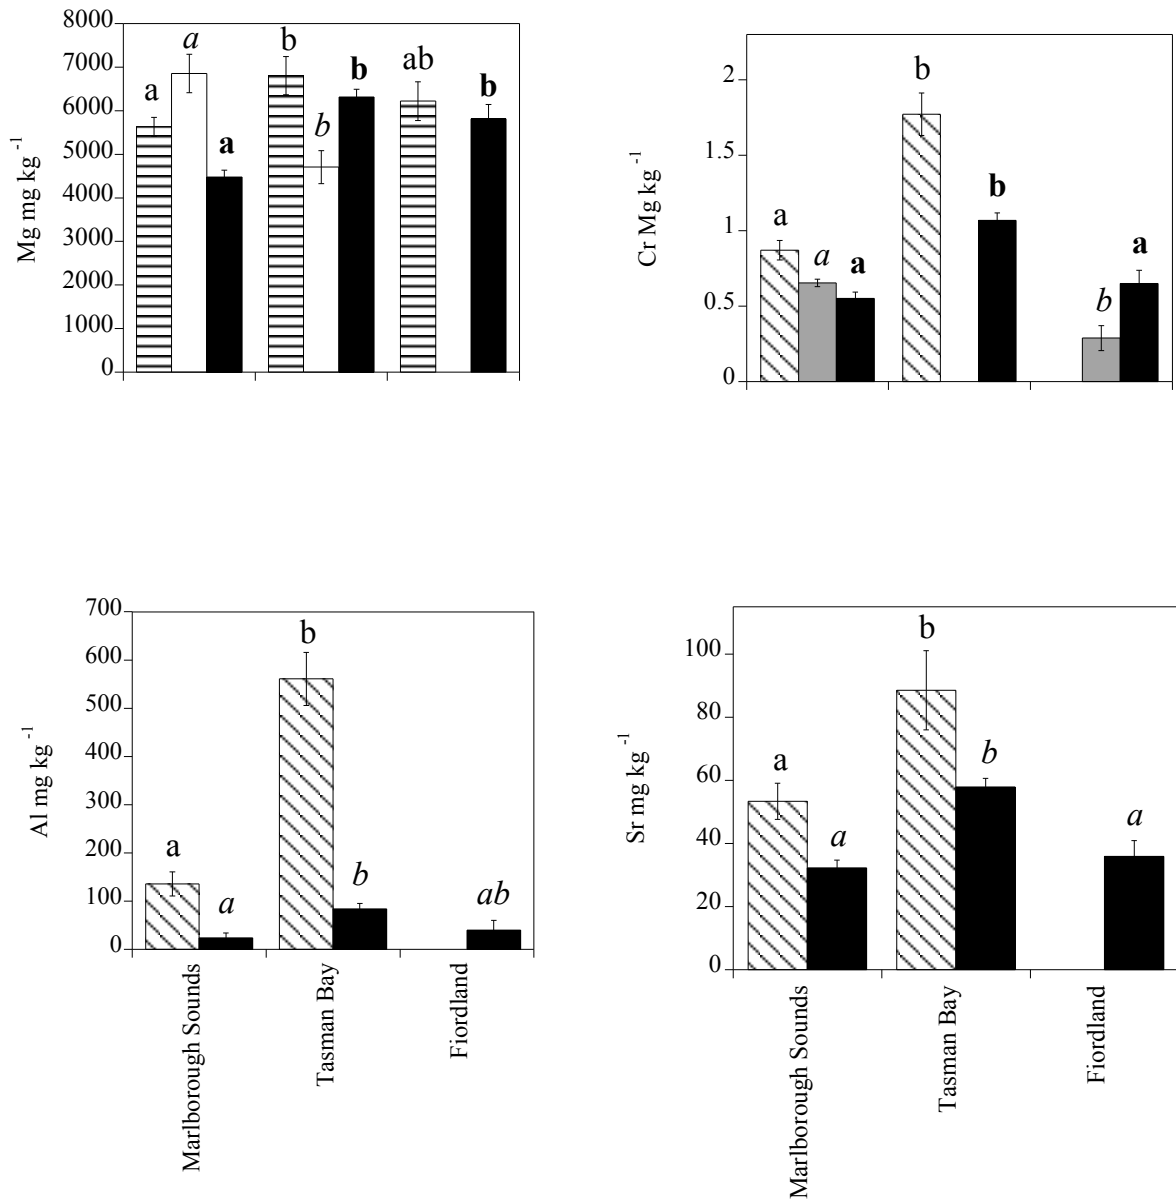 8000
7000
6000
5000
4000
3000
2000
1000
0
Mg mg kg -1
a
a
a
b
b
b
ab
b
2
1.5
1
0.5
0
Cr Mg kg -1
a
a
a
b
b
b
a
700
600
500
400
300
200
100
0
Al mg kg -1
a
a
b
b
ab
Marlborough Sounds
Tasman Bay
Fiordland
100
80
60
40
20
0
Sr mg kg -1
a
a
b
b
a
Marlborough Sounds
Tasman Bay
Fiordland